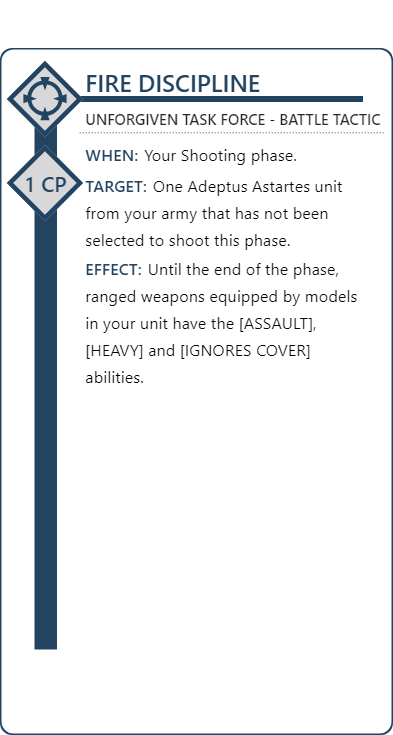 FIRE DISCIPLINE
UNFORGIVEN TASK FORCE - BATTLE TACTIC
WHEN: Your Shooting phase.
1 CP
TARGET: One Adeptus Astartes unit
from your army that has not been
selected to shoot this phase.
EFFECT: Until the end of the phase,
ranged weapons equipped by models
in your unit have the [ASSAULT],
[HEAVY] and [IGNORES COVER]
abilities.